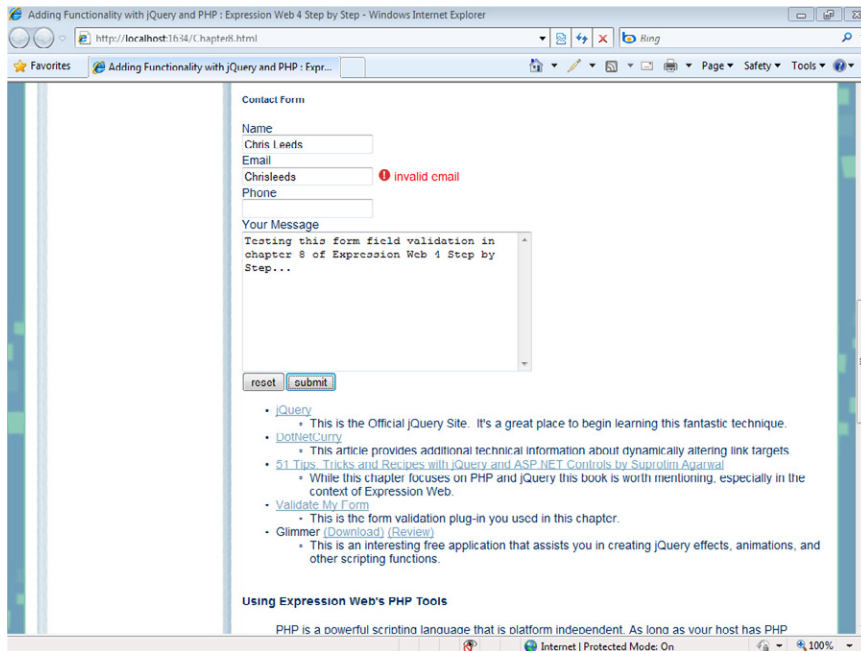 Adding Functionality with jQuery and PHP : Expression Web 4 Step by Step - Windows Internet Explorer
http://localhost:1634/Chapter8.html
Bing
Favorites
Adding Functionality with jQuery and PHP : Expr...
Page
Safety
Tools
Contact Form
Name
Chris Leeds
Email
Chrisleeds
invalid email
Phone
Your Message
Testing this form field validation in
chapter 8 of Expression Web 4 Step by
Step...
reset
submit
• jQuery
▪ This is the Official jQuery Site. It's a great place to begin learning this fantastic technique.
• DotNetCurry
▪ This article provides additional technical information about dynamically altering link targets
• 51 Tips, Tricks and Recipes with jQuery and ASP.NET Controls by Suprotim Agarwal
▪ While this chapter focuses on PHP and jQuery this book is worth mentioning, especially in the
context of Expression Web.
• Validate My Form
▪ This is the form validation plug-in you used in this chapter.
• Glimmer (Download) (Review)
▪ This is an interesting free application that assists you in creating jQuery effects, animations, and
other scripting functions.
Using Expression Web's PHP Tools
PHP is a powerful scripting language that is platform independent. As long as your host has PHP
Internet | Protected Mode: On
100%